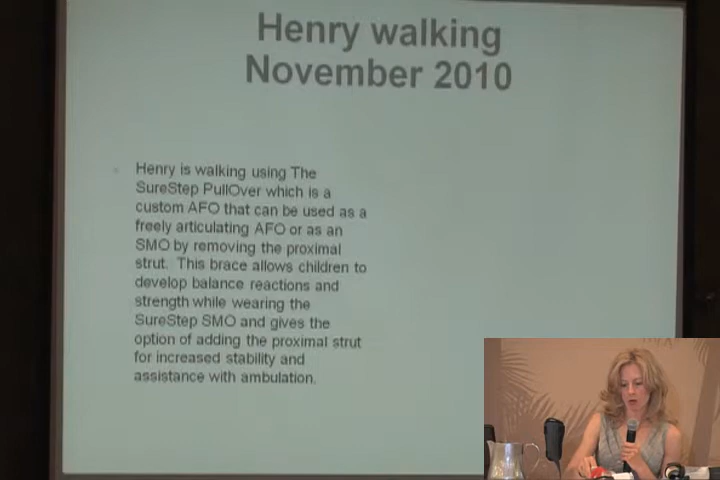 Henry walking
November 2010
Henry is walking using The
SureStep PullOver which is a
custom AFO that can be used as a
freely articulating AFO or as an
SMO by removing the proximal
strut. This brace allows children to
develop balance reactions and
strength while wearing the
SureStep SMO and gives the
option of adding the proximal strut
for increased stability and
assistance with ambulation.